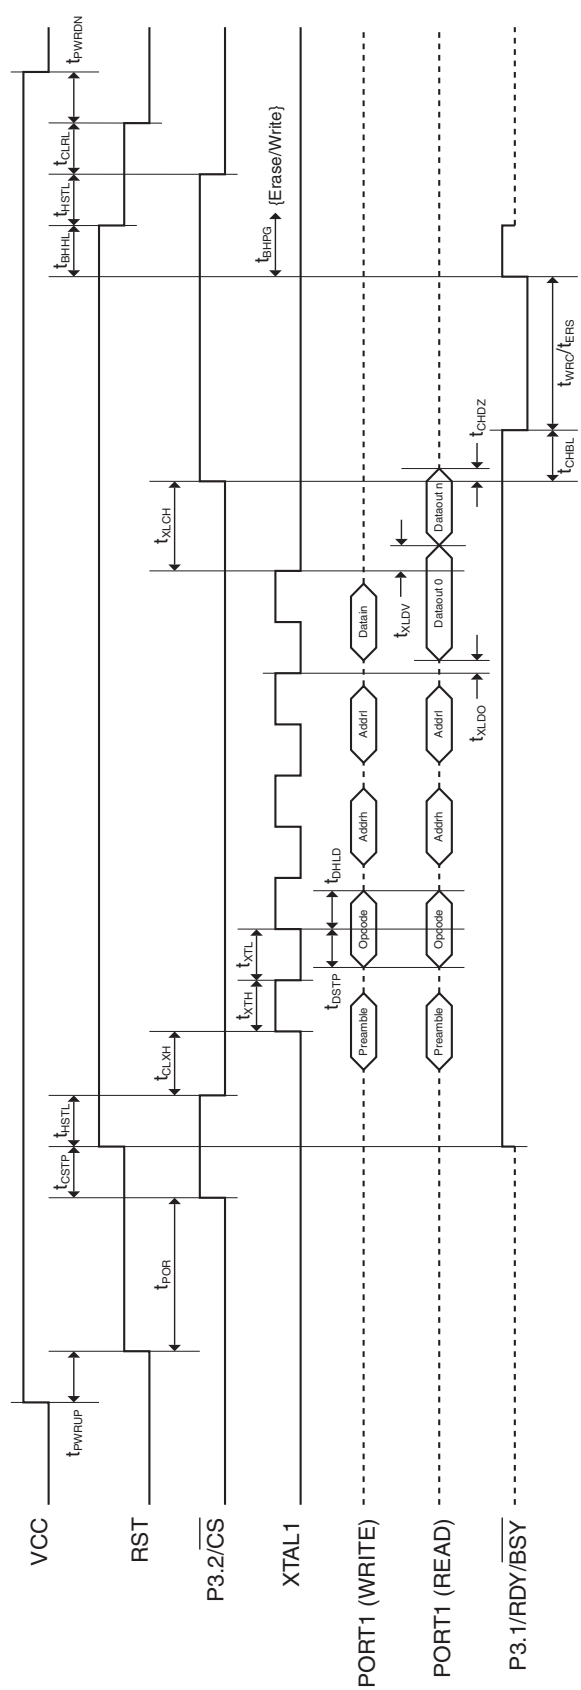 VCC
RST
P3.2/CS
XTAL1
PORT1 (WRITE)
PORT1 (READ)
P3.1/RDY/BSY
tPWRUP
tPOR
tCSTP
tHSTL
tCLXH
tXTH
tXTL
tDSTP
tDHLD
tXLDO
tXLDV
tXLCH
tCHDZ
tCHBL
tWRC/tERS
tBHPG {Erase/Write}
tBHHL
tHSTL
tCLRL
tPWRDN
Preamble
Opcode
Addrh
Addrl
Datain
Preamble
Opcode
Addrh
Addrl
Dataout 0
Dataout n